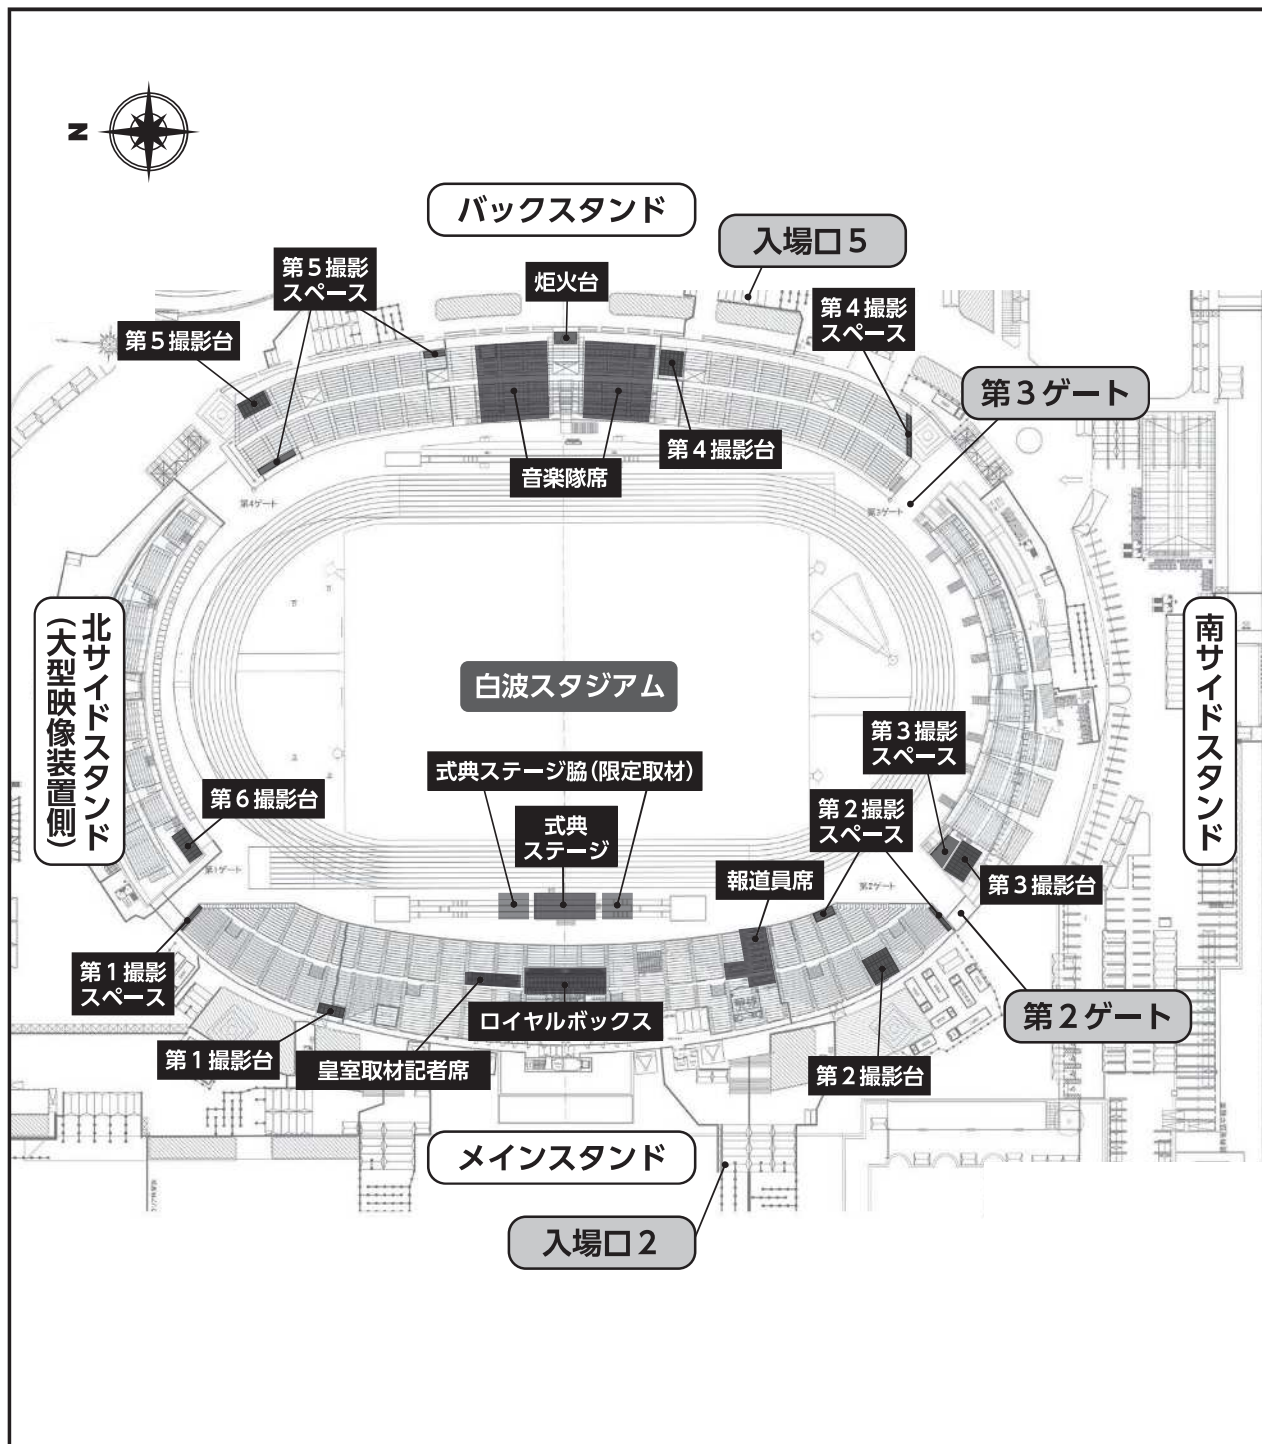 N
バックスタンド
入場口5
第5撮影
スペース
炬火台
第4撮影
スペース
第5撮影台
第3ゲート
第4撮影台
音楽隊席
第4ゲート
第3ゲート
北サイドスタンド
(大型映像装置側)
南サイドスタンド
白波スタジアム
第3撮影
スペース
式典ステージ脇(限定取材)
第6撮影台
第2撮影
スペース
式典
ステージ
第1ゲート
報道員席
第2ゲート
第3撮影台
第1撮影
スペース
ロイヤルボックス
第2ゲート
第1撮影台
皇室取材記者席
第2撮影台
メインスタンド
入場口2